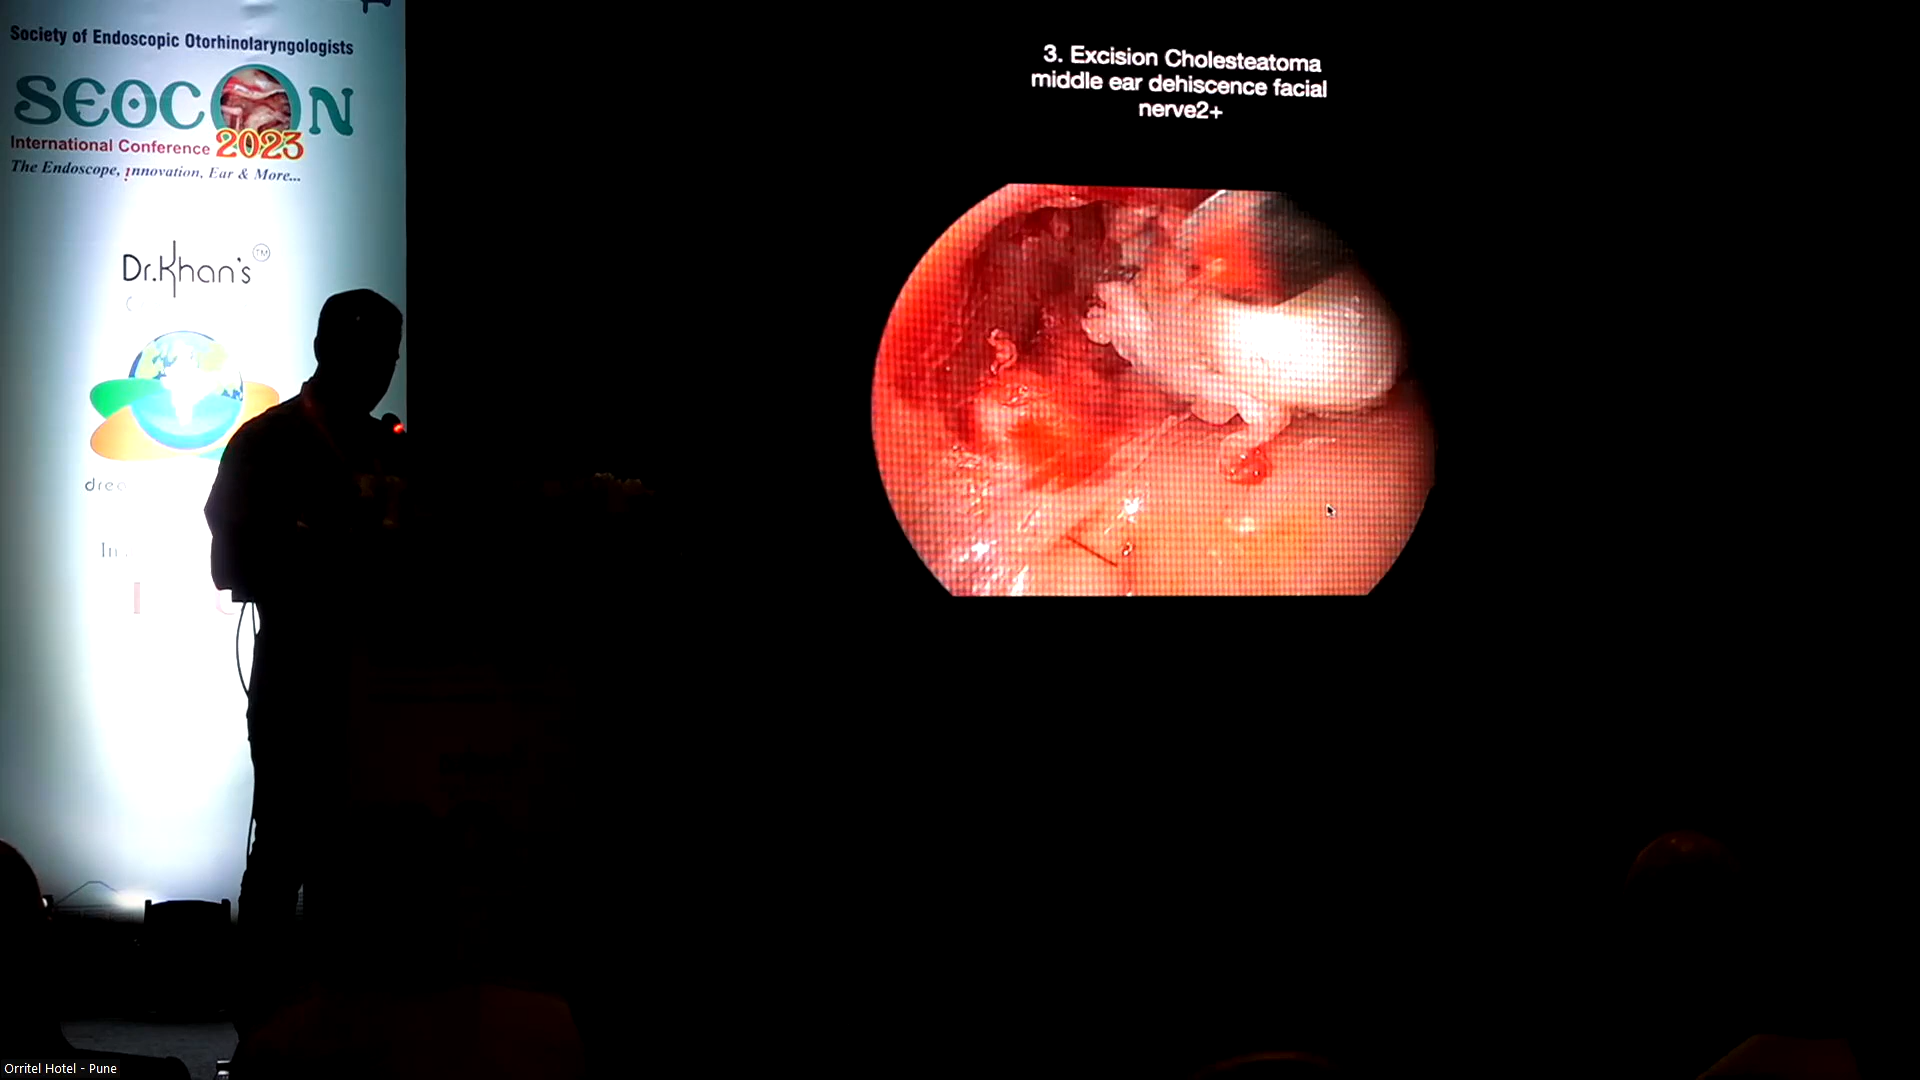 Society of Endoscopic Otorhinolaryngologists
SEOCON
International Conference 2023
The Endoscope, innovation, Ear & More...
Dr.Khan's TM
3. Excision Cholesteatoma
middle ear dehiscence facial
nerve2+
Orritel Hotel - Pune